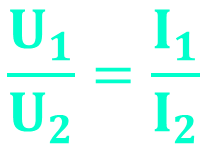 U₁/U₂ = I₁/I₂